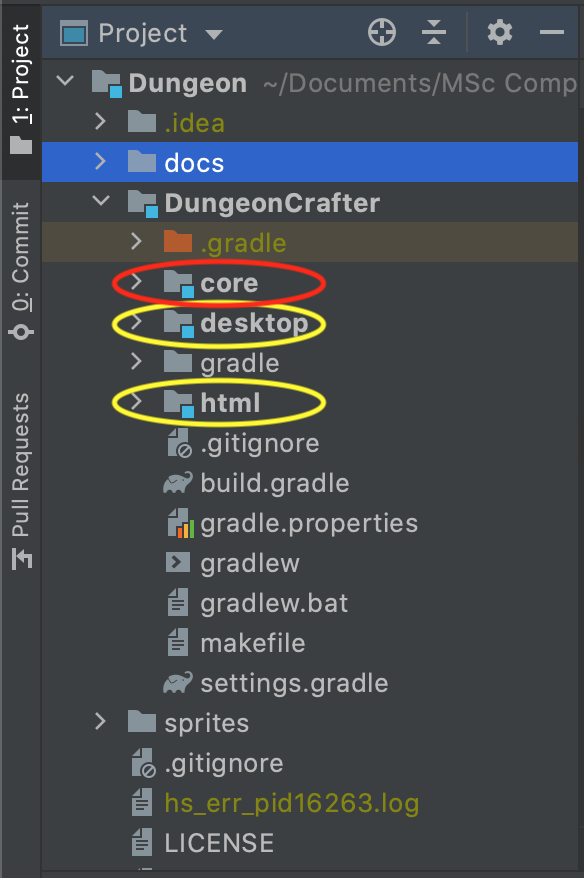 Project
Dungeon ~/Documents/MSc Comp
.idea
docs
DungeonCrafter
.gradle
core
desktop
gradle
html
.gitignore
build.gradle
gradle.properties
gradlew
gradlew.bat
makefile
settings.gradle
sprites
.gitignore
hs_err_pid16263.log
LICENSE
1: Project
0: Commit
Pull Requests